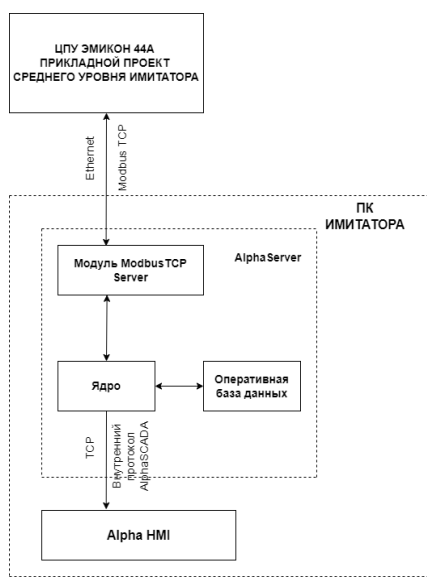 ЦПУ ЭМИКОН 44А
ПРИКЛАДНОЙ ПРОЕКТ
СРЕДНЕГО УРОВНЯ ИМИТАТОРА
Ethernet
Modbus TCP
ПК
ИМИТАТОРА
AlphaServer
Модуль ModbusTCP
Server
Ядро
Оперативная
база данных
TCP
Внутренний
протокол
AlphaSCADA
Alpha HMI